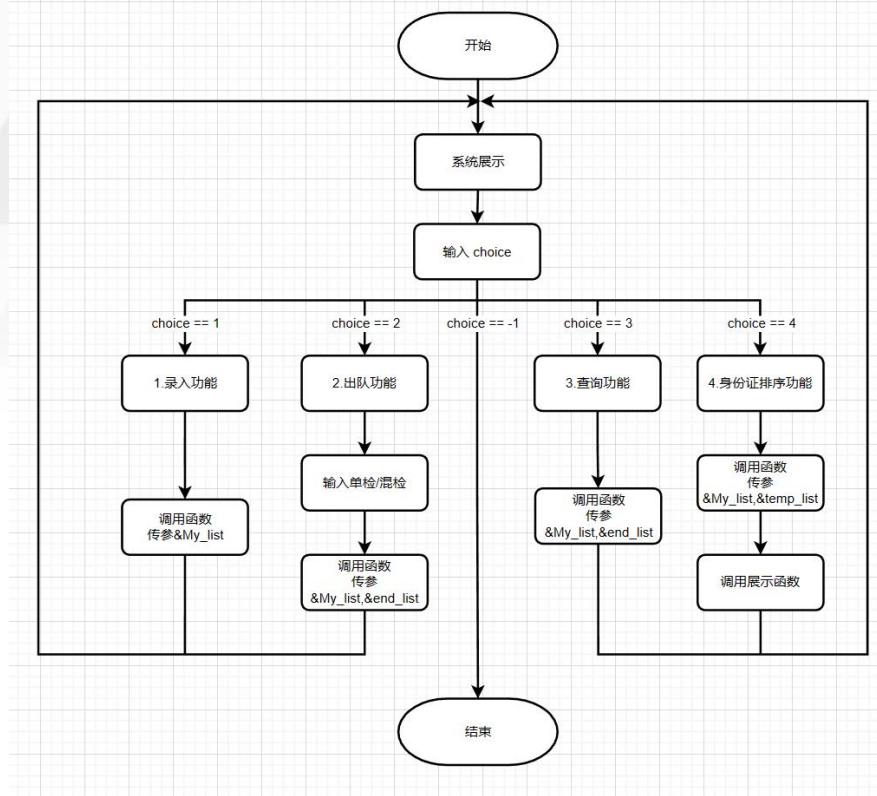 开始
系统展示
输入 choice
choice == 1
choice == 2
choice == -1
choice == 3
choice == 4
1.录入功能
2.出队功能
3.查询功能
4.身份证排序功能
输入单检/混检
调用函数
传参
&My_list,&temp_list
调用函数
传参&My_list
调用函数
传参
&My_list,&end_list
调用函数
传参
&My_list,&end_list
调用展示函数
结束